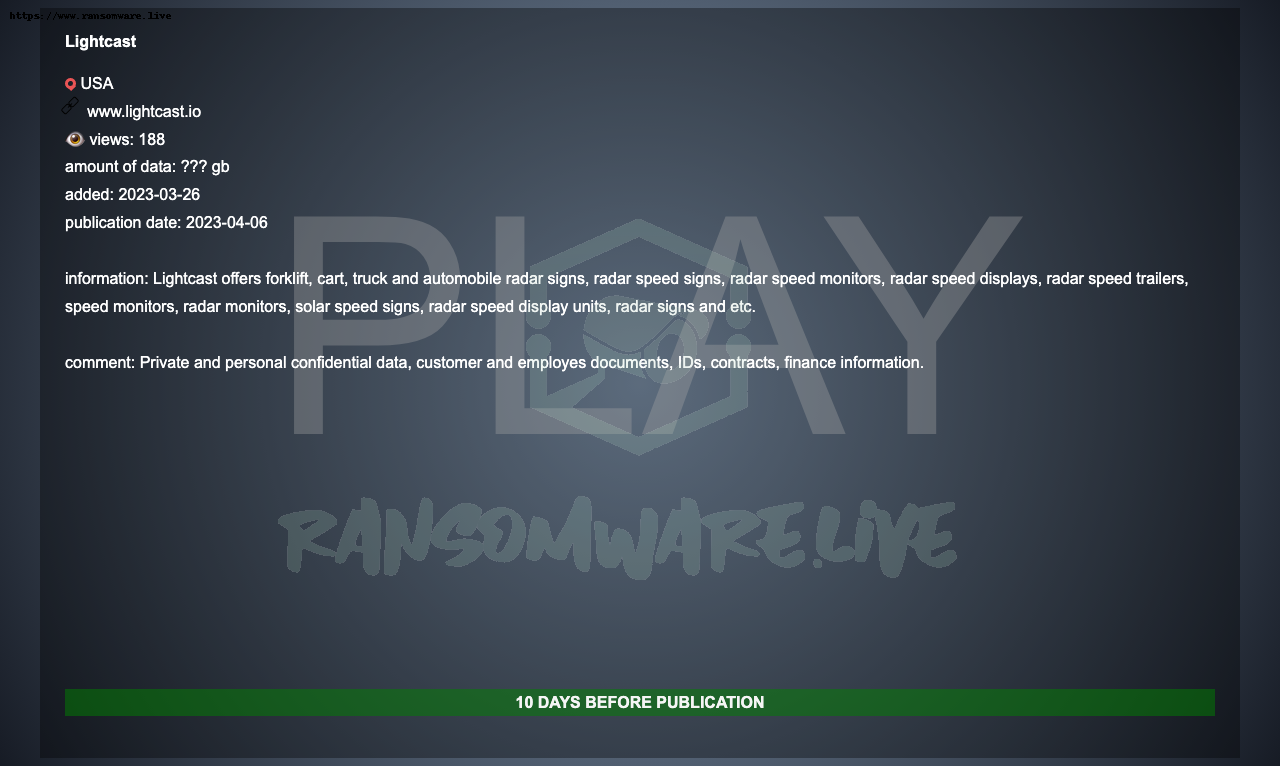 https://www.ransomware.live
Lightcast
USA
www.lightcast.io
views: 188
amount of data: ??? gb
added: 2023-03-26
publication date: 2023-04-06
PLAY
information: Lightcast offers forklift, cart, truck and automobile radar signs, radar speed signs, radar speed monitors, radar speed displays, radar speed trailers,
speed monitors, radar monitors, solar speed signs, radar speed display units, radar signs and etc.
comment: Private and personal confidential data, customer and employes documents, IDs, contracts, finance information.
RANSOMWARE.LIVE
10 DAYS BEFORE PUBLICATION